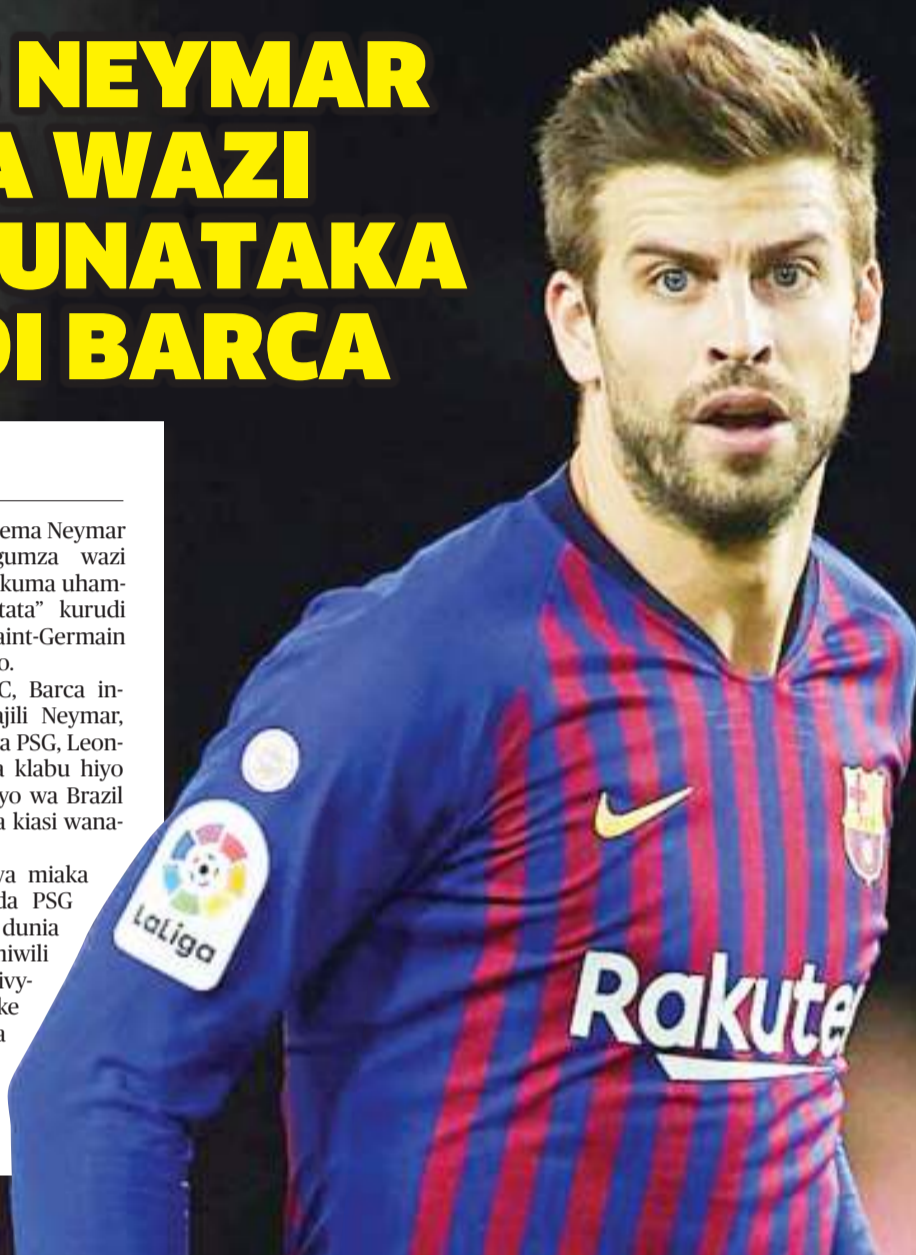 NEYMAR
A WAZI
UNATAKA
DI BARCA
ema Neymar
gumza wazi
kuma uham-
tata” kurudi
aint-Germain
o.
C, Barca in-
ajili Neymar,
a PSG, Leon-
a klabu hiyo
yo wa Brazil
a kiasi wana-
va miaka
da PSG
dunia
niwili
ivy-
ke
a
LaLiga
Rakute